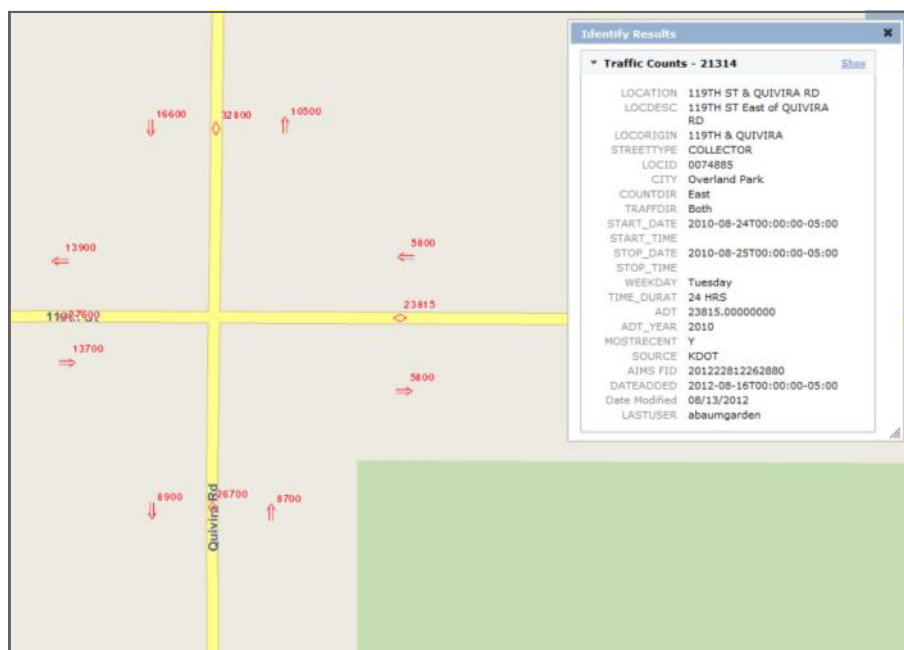 Identify Results
Traffic Counts - 21314 Show
LOCATION 119TH ST & QUIVIRA RD
LOCDESC 119TH ST East of QUIVIRA
RD
LOCORIGIN 119TH & QUIVIRA
STREETTYPE COLLECTOR
LOCID 0074885
CITY Overland Park
COUNTDIR East
TRAFFDIR Both
START_DATE 2010-08-24T00:00:00-05:00
START_TIME
STOP_DATE 2010-08-25T00:00:00-05:00
STOP_TIME
WEEKDAY Tuesday
TIME_DURAT 24 HRS
ADT 23815.00000000
ADT_YEAR 2010
MOSTRECENT Y
SOURCE KDOT
AIMS FID 201222812262880
DATEADDED 2012-08-16T00:00:00-05:00
Date Modified 08/13/2012
LASTUSER abaumgarden
16600 32800 10500
13900 5800
23815
27600
13700 5800
8900 26700 8700
Quivira Rd